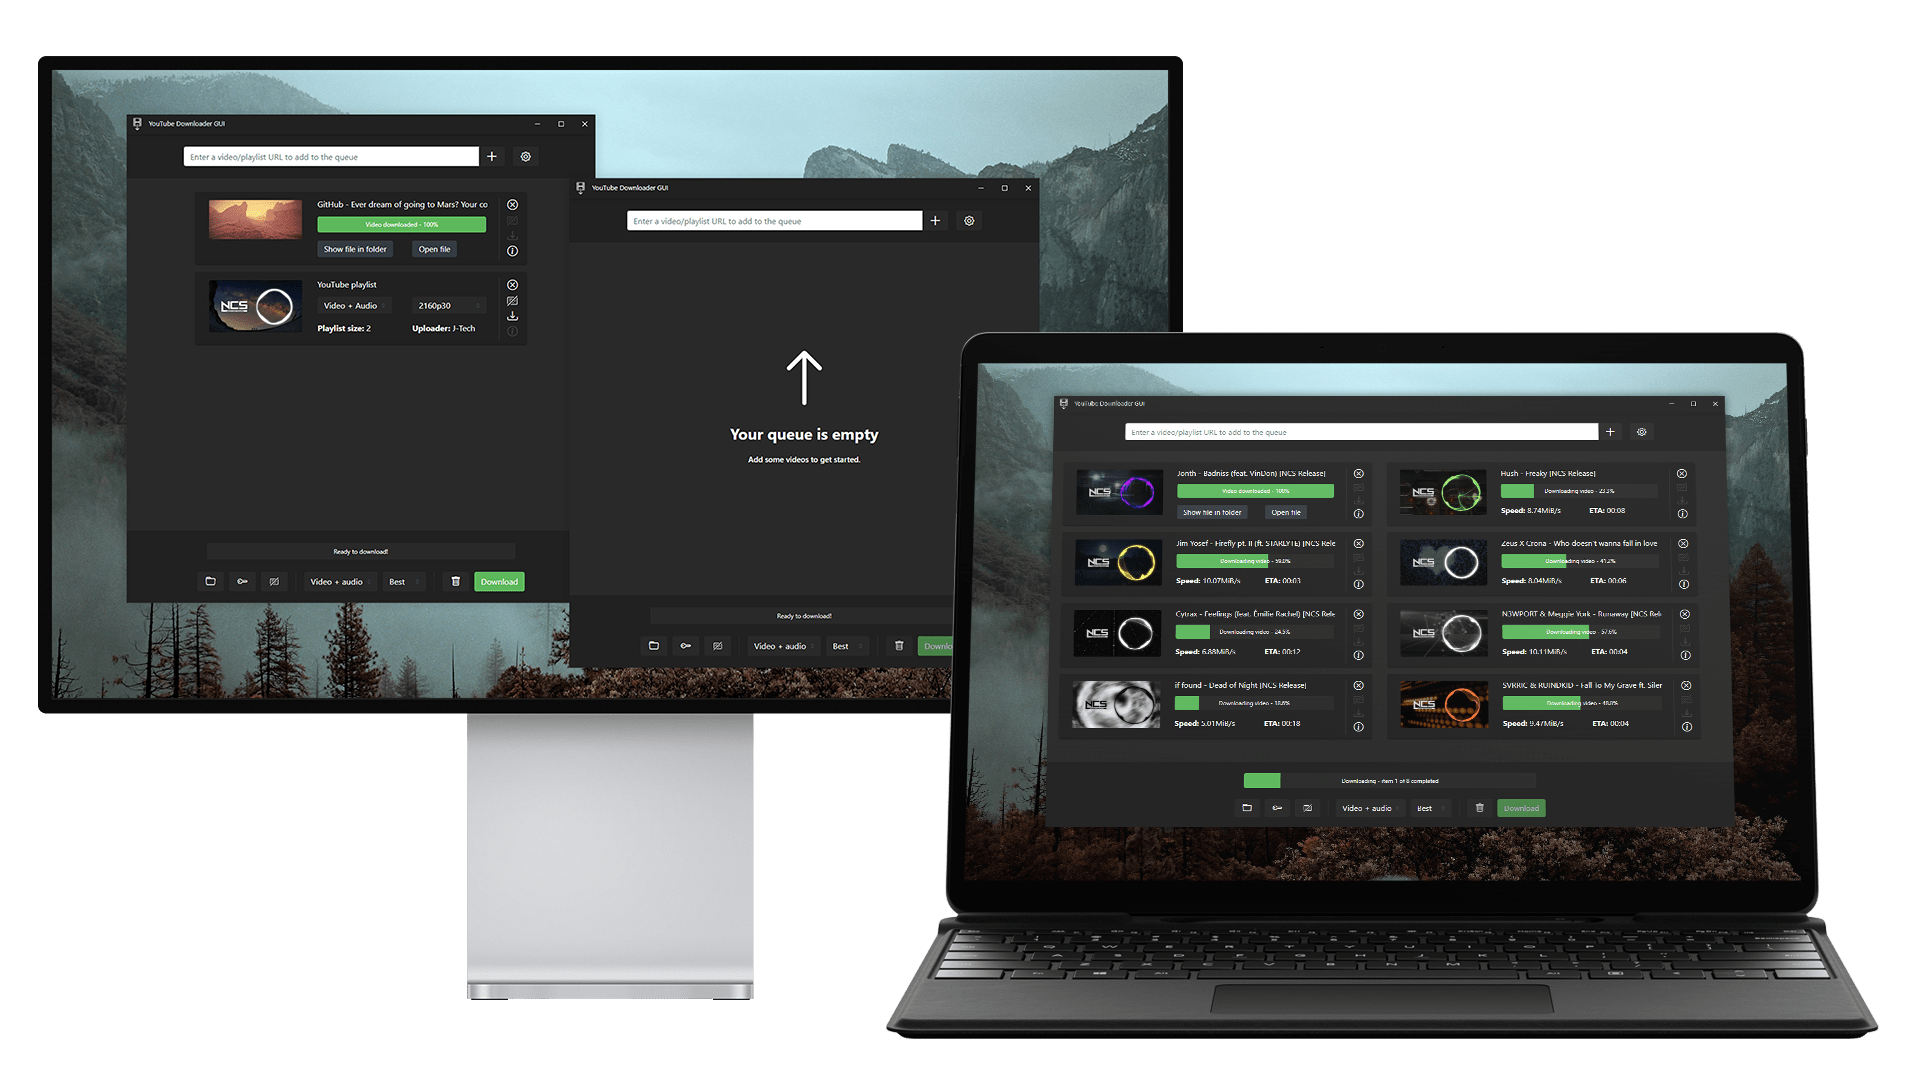 YouTube Downloader GUI
Enter a video/playlist URL to add to the queue
GitHub - Ever dream of going to Mars? Your co
Video downloaded - 100%
Show file in folder
Open file
NCS
YouTube playlist
Video + Audio
2160p30
Playlist size: 2
Uploader: J-Tech
Ready to download!
Video + audio
Best
Download
YouTube Downloader GUI
Enter a video/playlist URL to add to the queue
Your queue is empty
Add some videos to get started.
Ready to download!
Video + audio
Best
Downlo
YouTube Downloader GUI
Enter a video/playlist URL to add to the queue
NCS
Jonth - Badniss (feat. VinDon) [NCS Release]
Video downloaded - 100%
Show file in folder
Open file
NCS
Hush - Freaky [NCS Release]
Downloading video - 23.3%
Speed: 8.74MiB/s
ETA: 00:08
NCS
Jim Yosef - Firefly pt. II (ft. STARLYTE) [NCS Rele
Downloading video - 59.0%
Speed: 10.07MiB/s
ETA: 00:03
NCS
Zeus X Crona - Who doesn't wanna fall in love
Downloading video - 41.2%
Speed: 8.04MiB/s
ETA: 00:06
NCS
Cytrax - Feelings (feat. Émilie Rachel) [NCS Rele
Downloading video - 24.5%
Speed: 6.88MiB/s
ETA: 00:12
NCS
N3WPORT & Meggie York - Runaway [NCS Rele
Downloading video - 57.6%
Speed: 10.11MiB/s
ETA: 00:04
NCS
if found - Dead of Night [NCS Release]
Downloading video - 18.6%
Speed: 5.01MiB/s
ETA: 00:18
NCS
SVRRIC & RUINDKID - Fall To My Grave ft. Siler
Downloading video - 48.8%
Speed: 9.47MiB/s
ETA: 00:04
Downloading - item 1 of 8 completed
Video + audio
Best
Download
Q W E R T Y U I O P
A S D F G H J K L
Z X C V B N M